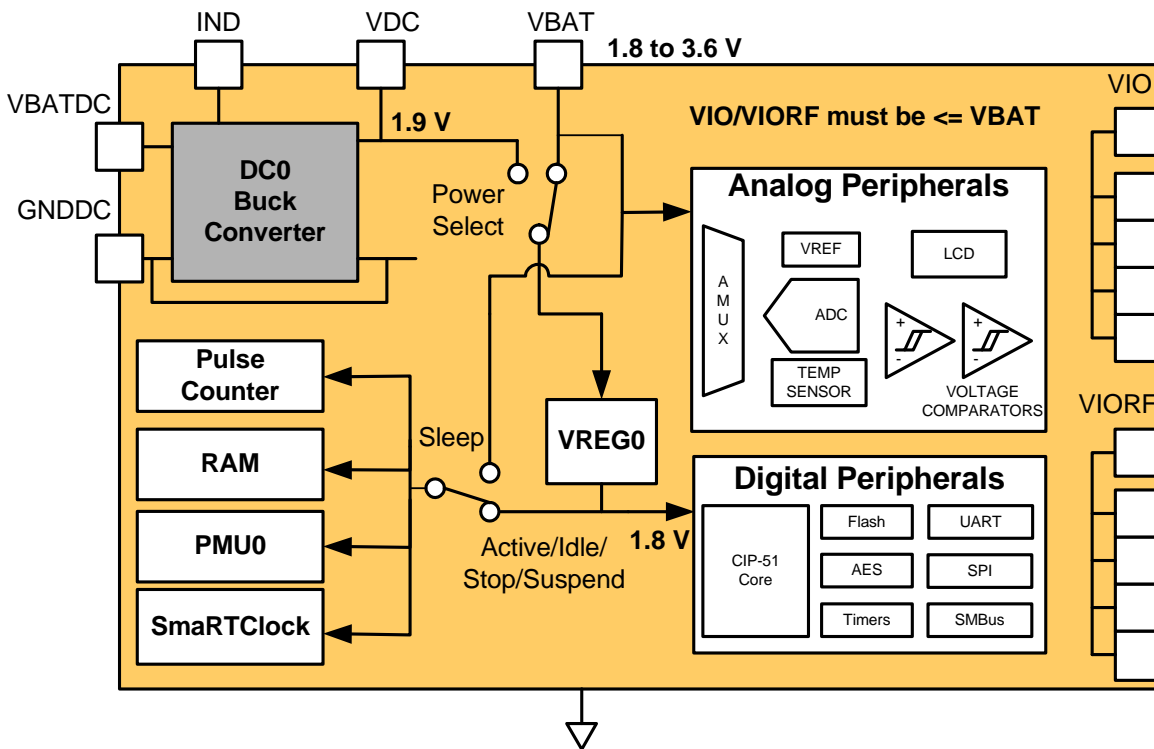 IND
VDC
VBAT
1.8 to 3.6 V
VBATDC
VIO
1.9 V
VIO/VIORF must be <= VBAT
DC0
Buck
Converter
GNDDC
Power
Select
Analog Peripherals
AMUX
VREF
LCD
ADC
TEMP
SENSOR
+
-
+
-
VOLTAGE
COMPARATORS
Pulse
Counter
VREG0
VIORF
Sleep
RAM
PMU0
SmaRTClock
Active/Idle/
Stop/Suspend
1.8 V
Digital Peripherals
CIP-51
Core
Flash
UART
AES
SPI
Timers
SMBus